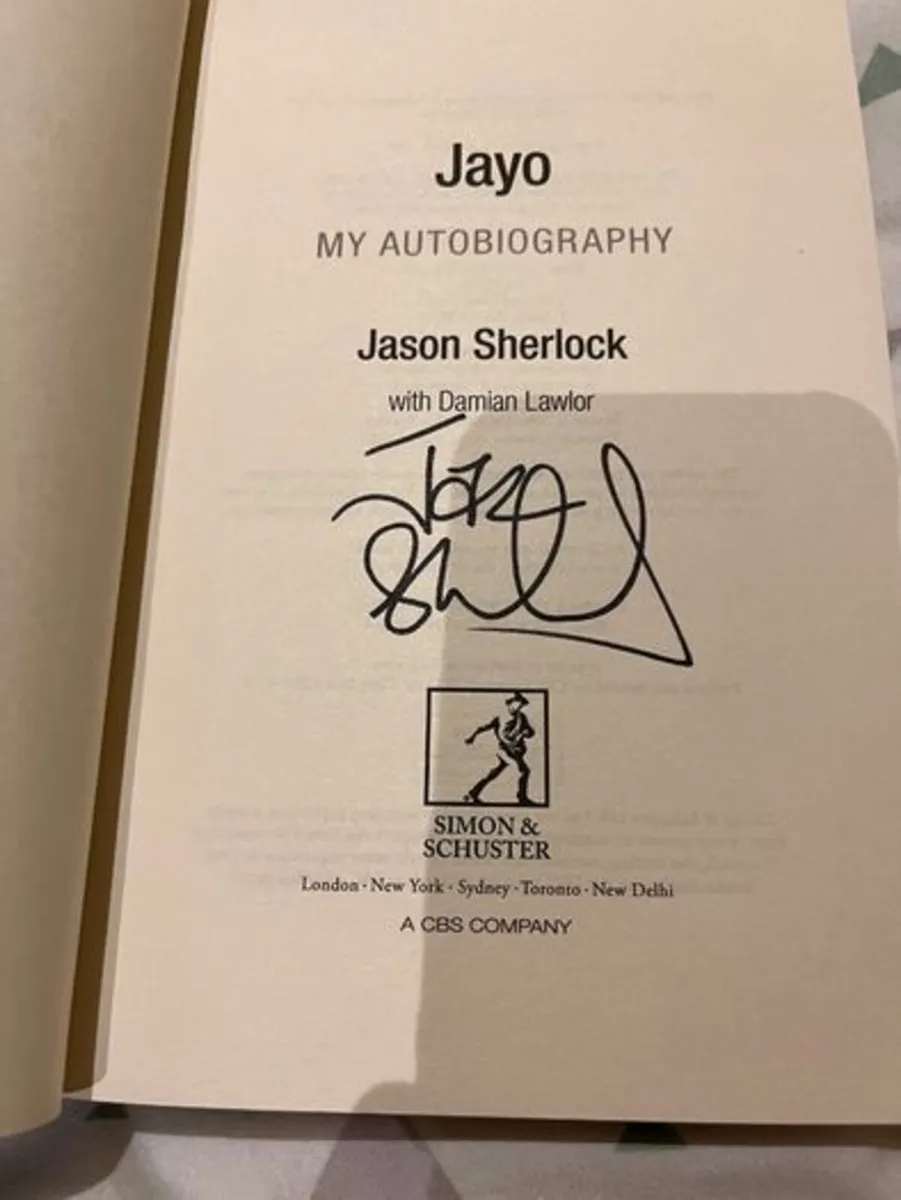 Jayo
MY AUTOBIOGRAPHY
Jason Sherlock
with Damian Lawlor
SIMON &
SCHUSTER
London · New York · Sydney · Toronto · New Delhi
A CBS COMPANY